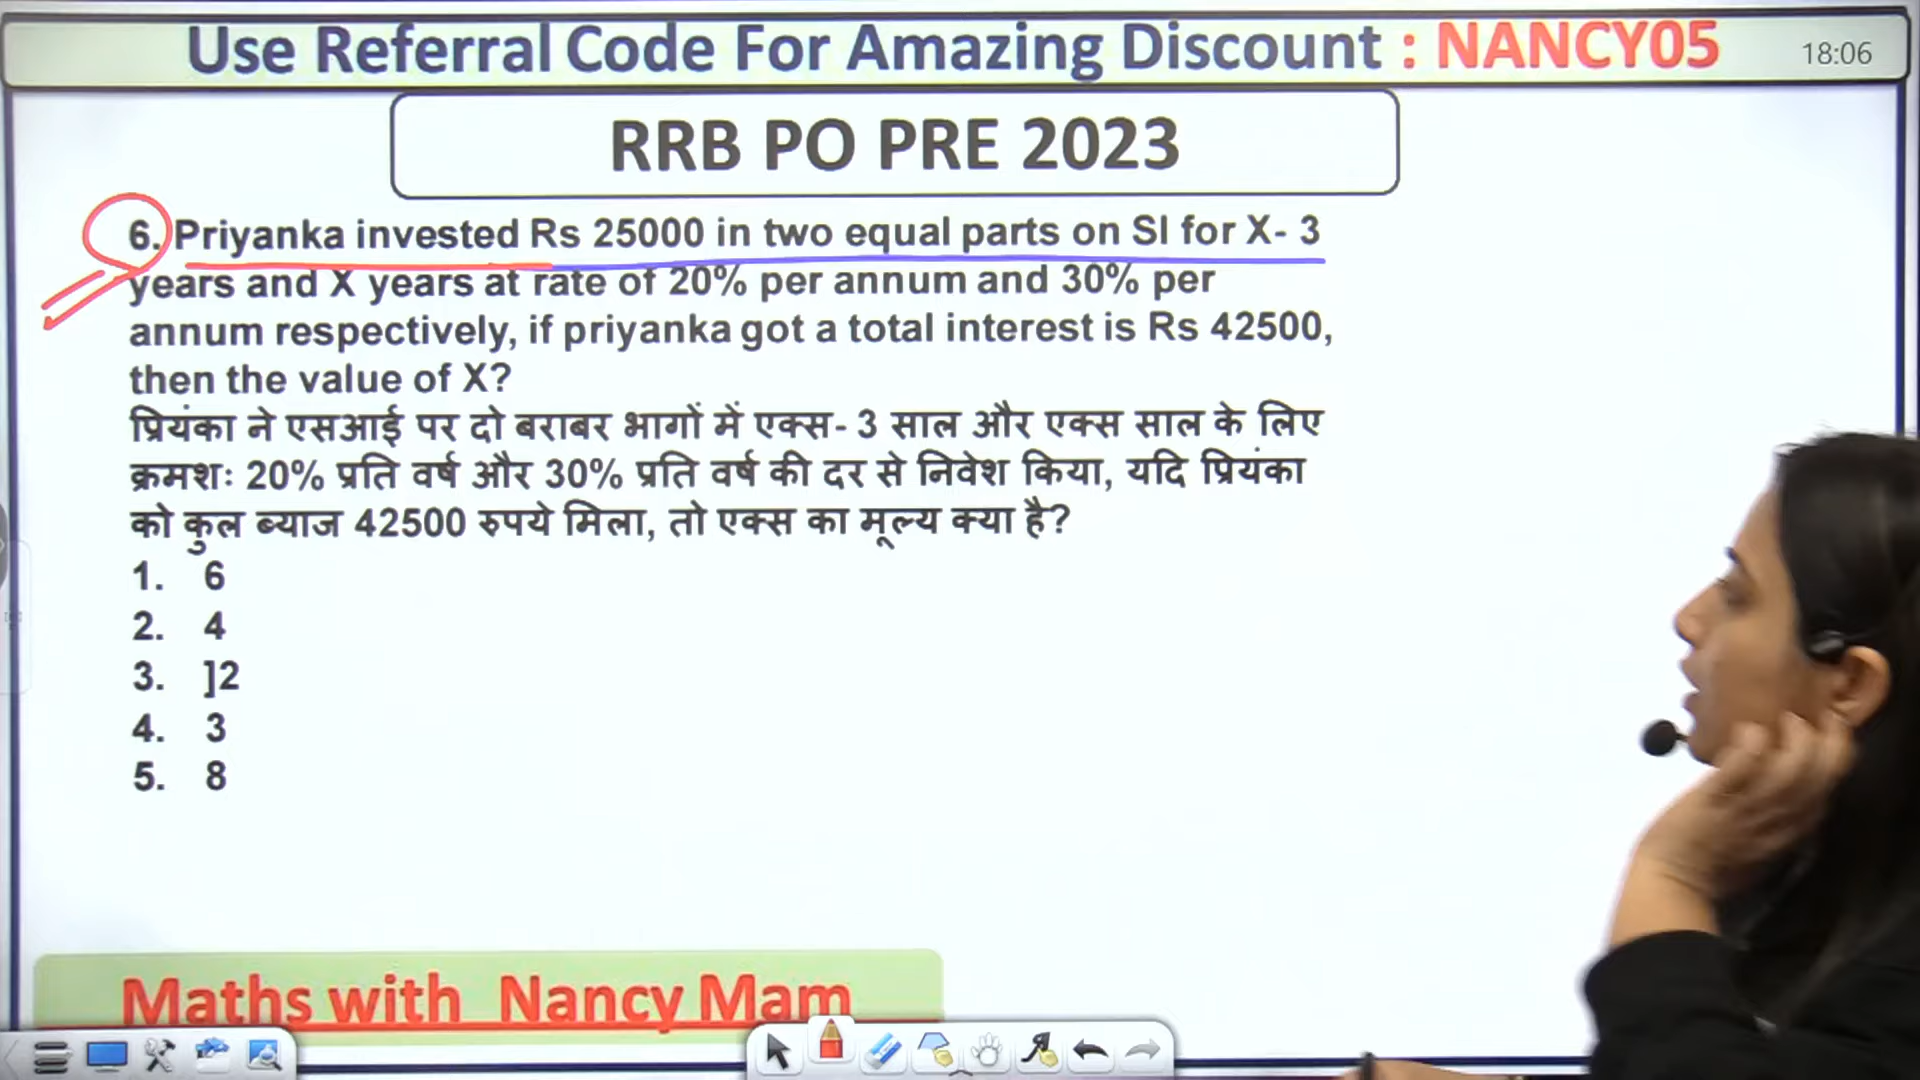 Use Referral Code For Amazing Discount : NANCY05
18:06
RRB PO PRE 2023
6. Priyanka invested Rs 25000 in two equal parts on SI for X- 3
years and X years at rate of 20% per annum and 30% per
annum respectively, if priyanka got a total interest is Rs 42500,
then the value of X?
प्रियंका ने एसआई पर दो बराबर भागों में एक्स- 3 साल और एक्स साल के लिए
क्रमशः 20% प्रति वर्ष और 30% प्रति वर्ष की दर से निवेश किया, यदि प्रियंका
को कुल ब्याज 42500 रुपये मिला, तो एक्स का मूल्य क्या है?
1. 6
2. 4
3. ]2
4. 3
5. 8
Maths with Nancy Mam